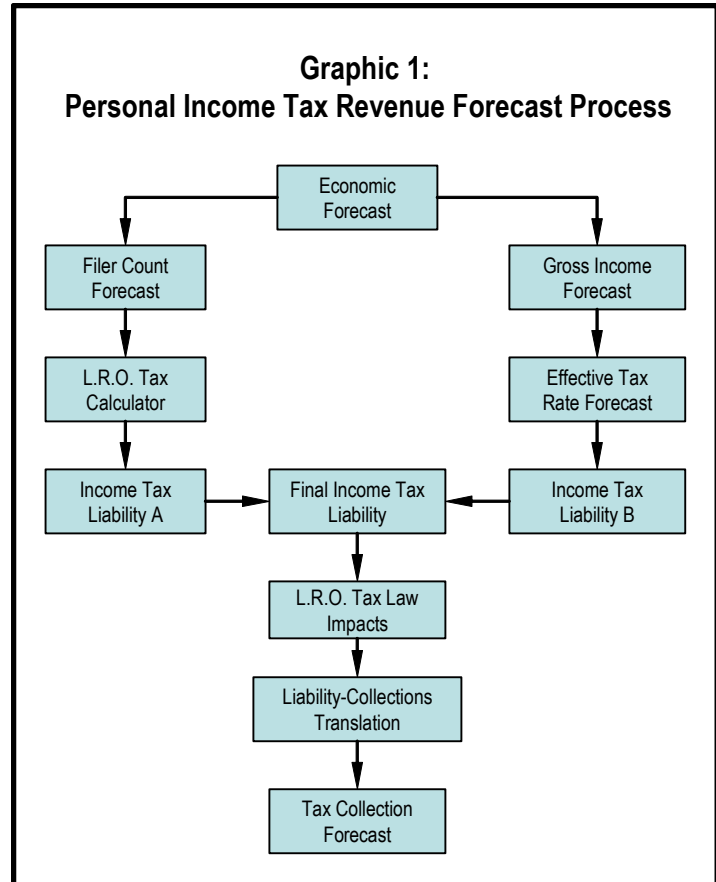 Graphic 1:
Personal Income Tax Revenue Forecast Process
Economic
Forecast
Filer Count
Forecast
Gross Income
Forecast
L.R.O. Tax
Calculator
Effective Tax
Rate Forecast
Income Tax
Liability A
Final Income Tax
Liability
Income Tax
Liability B
L.R.O. Tax Law
Impacts
Liability-Collections
Translation
Tax Collection
Forecast